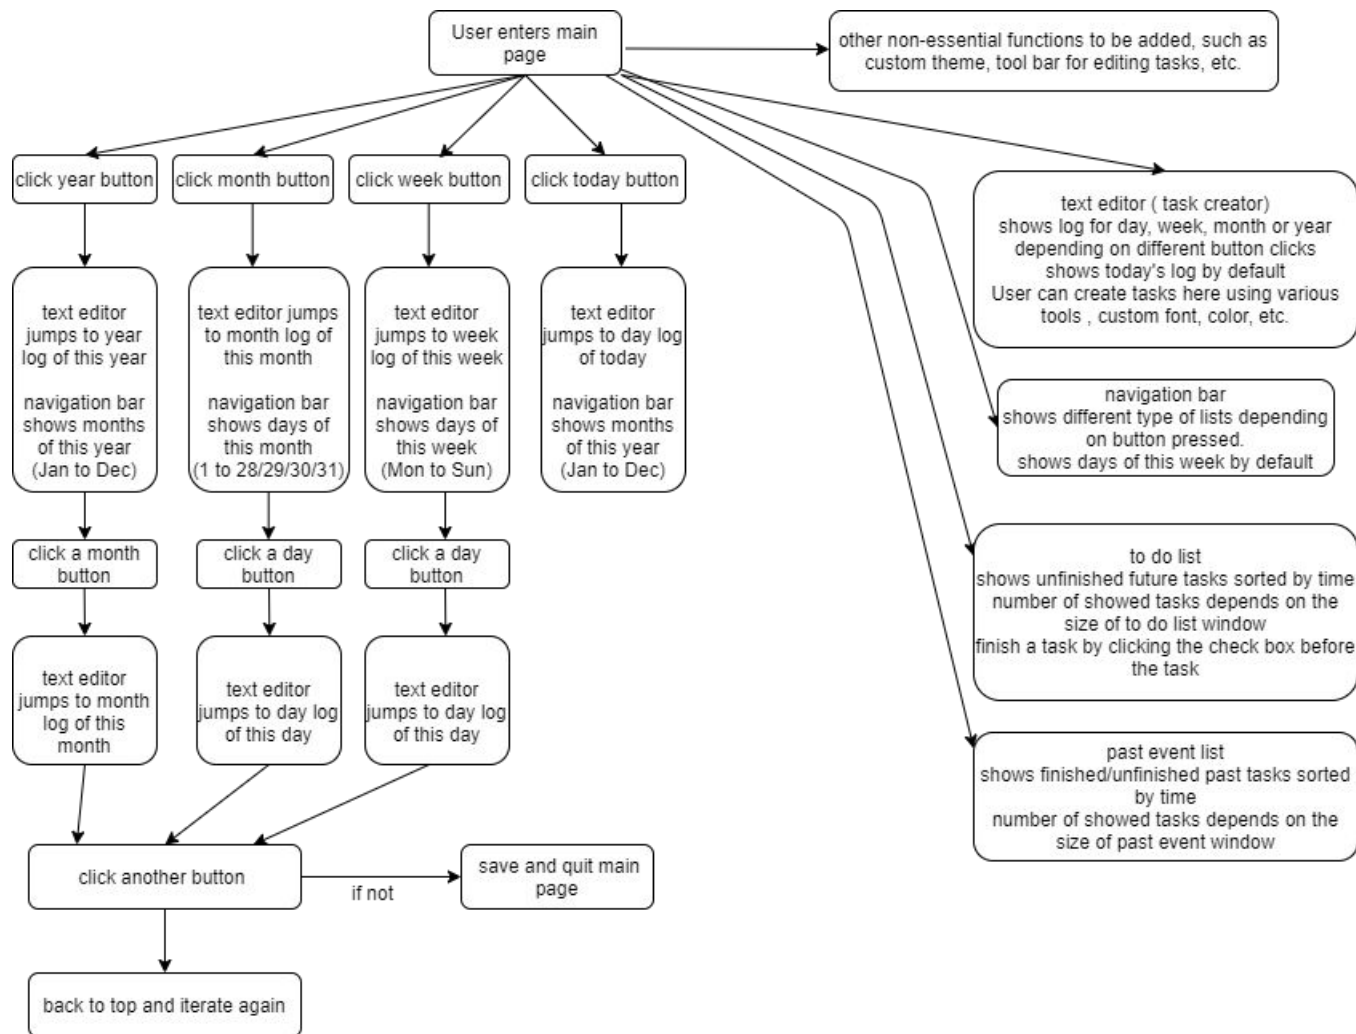 User enters main
page
other non-essential functions to be added, such as
custom theme, tool bar for editing tasks, etc.
click year button
click month button
click week button
click today button
text editor ( task creator)
shows log for day, week, month or year
depending on different button clicks
shows today's log by default
User can create tasks here using various
tools , custom font, color, etc.
text editor
jumps to year
log of this year
navigation bar
shows months
of this year
(Jan to Dec)
text editor jumps
to month log of
this month
navigation bar
shows days of
this month
(1 to 28/29/30/31)
text editor
jumps to week
log of this week
navigation bar
shows days of
this week
(Mon to Sun)
text editor
jumps to day log
of today
navigation bar
shows months
of this year
(Jan to Dec)
navigation bar
shows different type of lists depending
on button pressed.
shows days of this week by default
click a month
button
click a day
button
click a day
button
to do list
shows unfinished future tasks sorted by time
number of showed tasks depends on the
size of to do list window
finish a task by clicking the check box before
the task
text editor
jumps to month
log of this
month
text editor
jumps to day log
of this day
text editor
jumps to day log
of this day
past event list
shows finished/unfinished past tasks sorted
by time
number of showed tasks depends on the
size of past event window
click another button
if not
save and quit main
page
back to top and iterate again